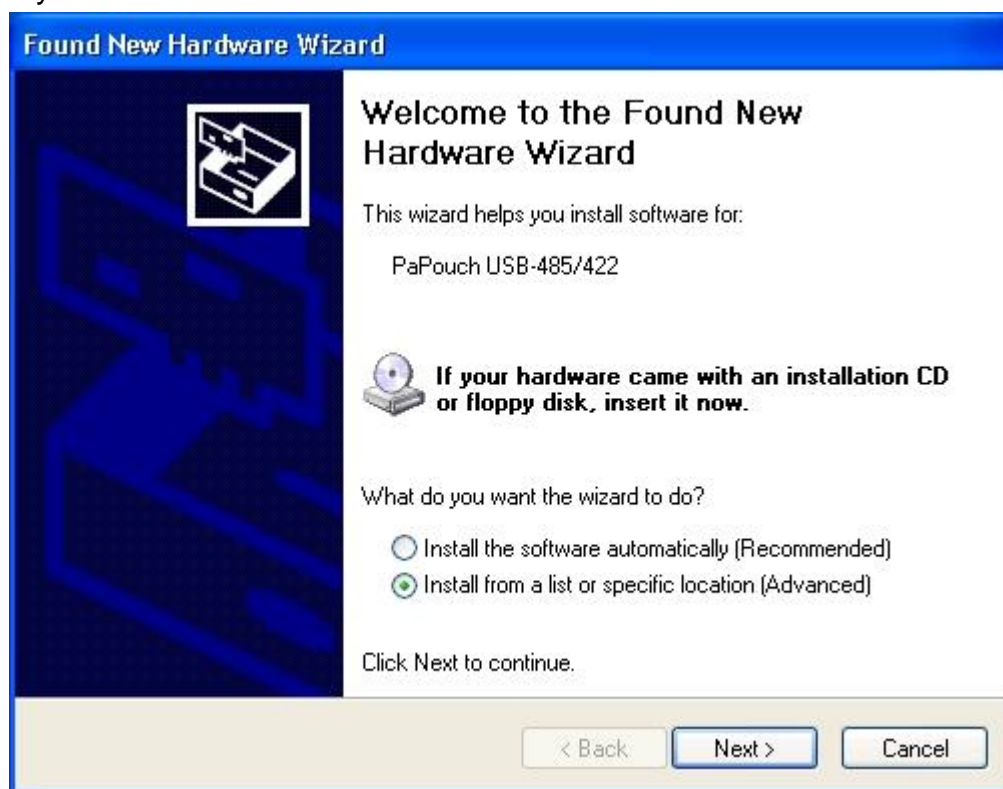 Found New Hardware Wizard
Welcome to the Found New
Hardware Wizard
This wizard helps you install software for:
PaPouch USB-485/422
If your hardware came with an installation CD
or floppy disk, insert it now.
What do you want the wizard to do?
Install the software automatically (Recommended)
Install from a list or specific location (Advanced)
Click Next to continue.
< Back Next > Cancel